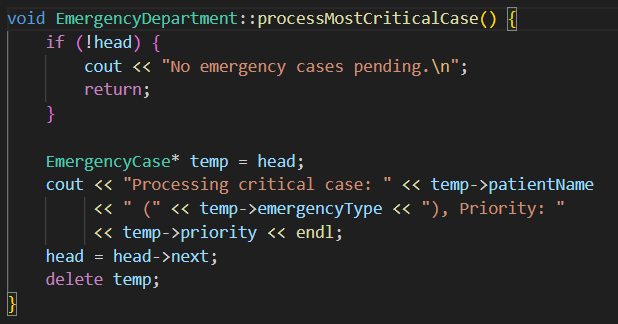 void EmergencyDepartment::processMostCriticalCase() {
    if (!head) {
        cout << "No emergency cases pending.\n";
        return;
    }

    EmergencyCase* temp = head;
    cout << "Processing critical case: " << temp->patientName
         << " (" << temp->emergencyType << "), Priority: "
         << temp->priority << endl;
    head = head->next;
    delete temp;
}